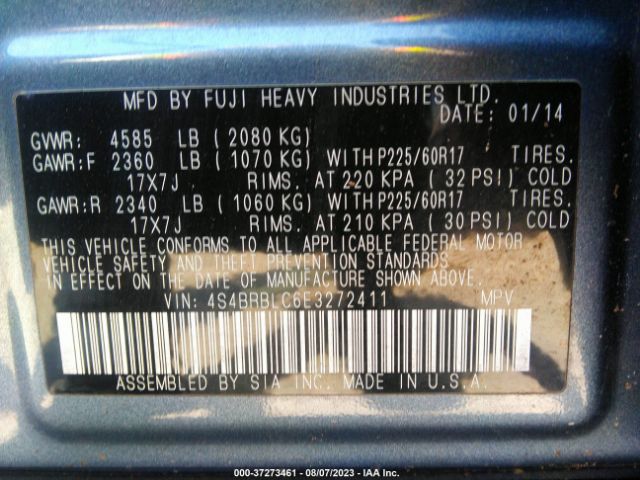 MFD BY FUJI HEAVY INDUSTRIES LTD.
DATE: 01/14
GVWR: 4585 LB (2080 KG)
GAWR:F 2360 LB (1070 KG) WITH P225/60R17 TIRES.
17X7J RIMS. AT 220 KPA (32 PSI) COLD
GAWR:R 2340 LB (1060 KG) WITH P225/60R17 TIRES.
17X7J RIMS. AT 210 KPA (30 PSI) COLD
THIS VEHICLE CONFORMS TO ALL APPLICABLE FEDERAL MOTOR
VEHICLE SAFETY AND THEFT PREVENTION STANDARDS
IN EFFECT ON THE DATE OF MANUFACTURE SHOWN ABOVE.
VIN: 4S4BRBLC6E3272411 MPV
ASSEMBLED BY SIA INC. MADE IN U.S.A.
000-37273461 - 08/07/2023 - IAA Inc.